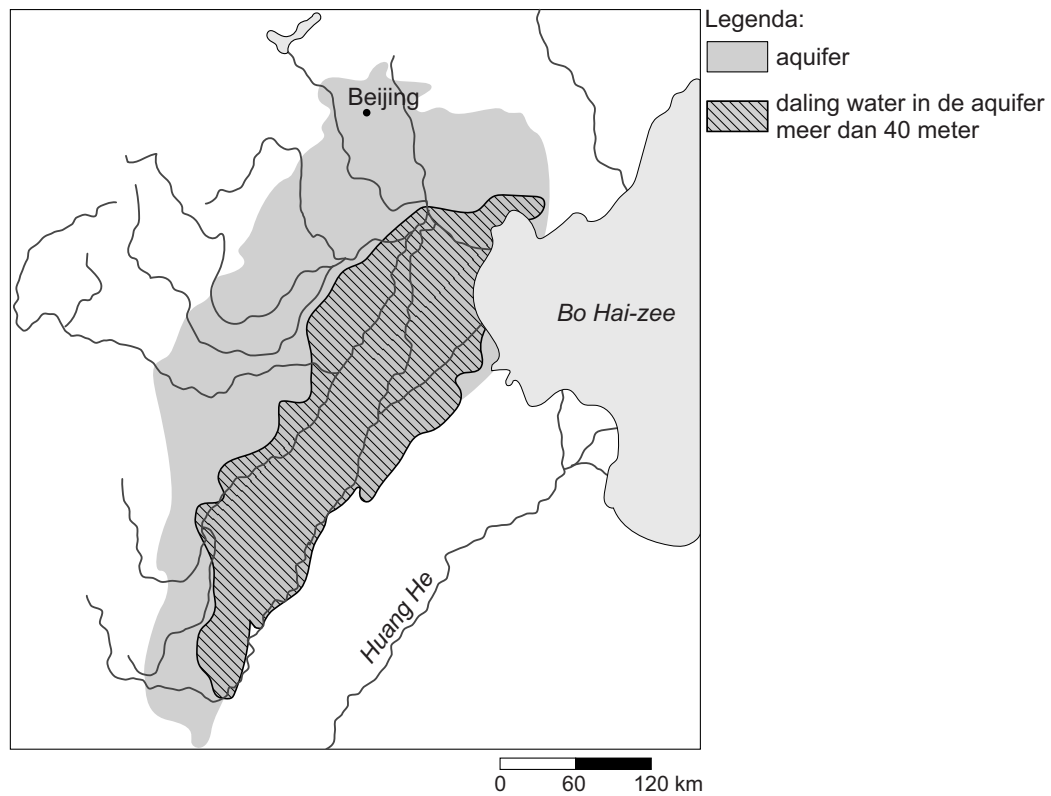 Legenda:
aquifer
daling water in de aquifer
meer dan 40 meter
Beijing
Bo Hai-zee
Huang He
0 60 120 km